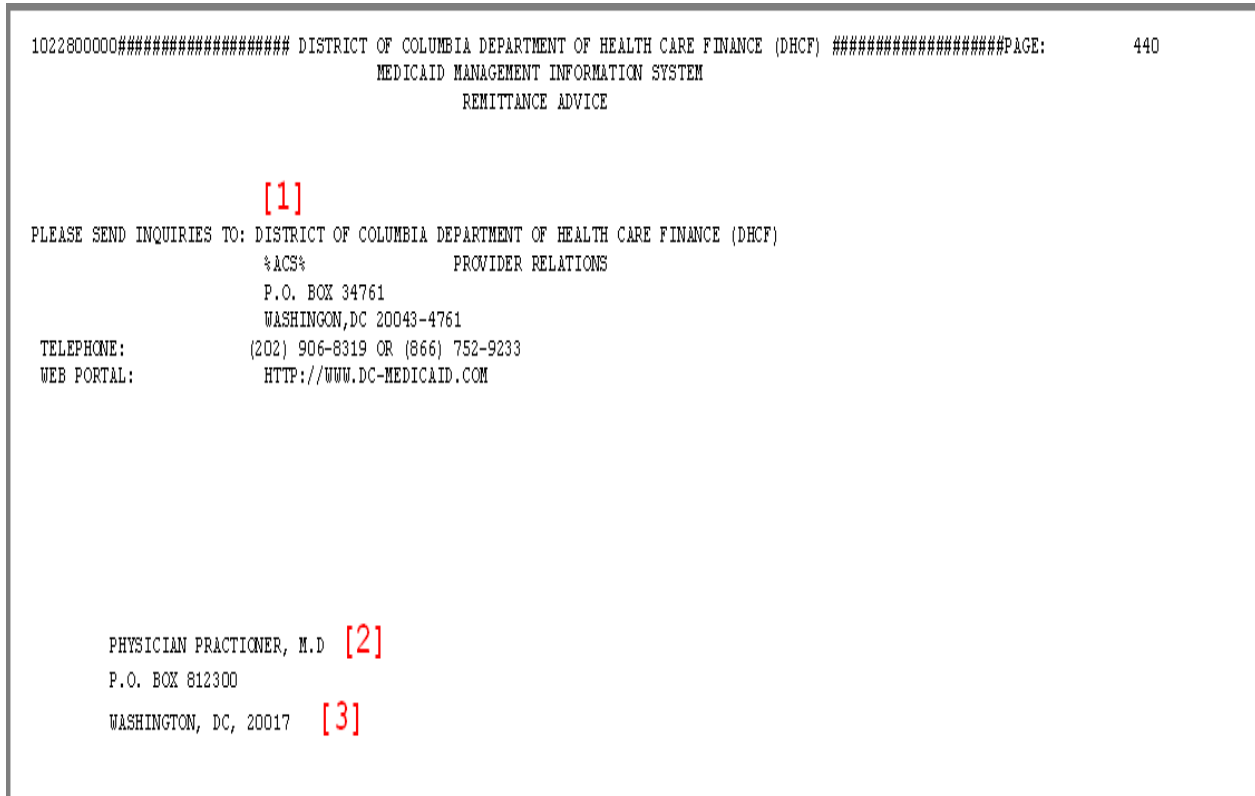 1022800000#################### DISTRICT OF COLUMBIA DEPARTMENT OF HEALTH CARE FINANCE (DHCF) ####################PAGE: 440
MEDICAID MANAGEMENT INFORMATION SYSTEM
REMITTANCE ADVICE
[1]
PLEASE SEND INQUIRIES TO: DISTRICT OF COLUMBIA DEPARTMENT OF HEALTH CARE FINANCE (DHCF)
%ACS% PROVIDER RELATIONS
P.O. BOX 34761
WASHINGON,DC 20043-4761
TELEPHONE: (202) 906-8319 OR (866) 752-9233
WEB PORTAL: HTTP://WWW.DC-MEDICAID.COM
PHYSICIAN PRACTIONER, M.D [2]
P.O. BOX 812300
WASHINGTON, DC, 20017 [3]